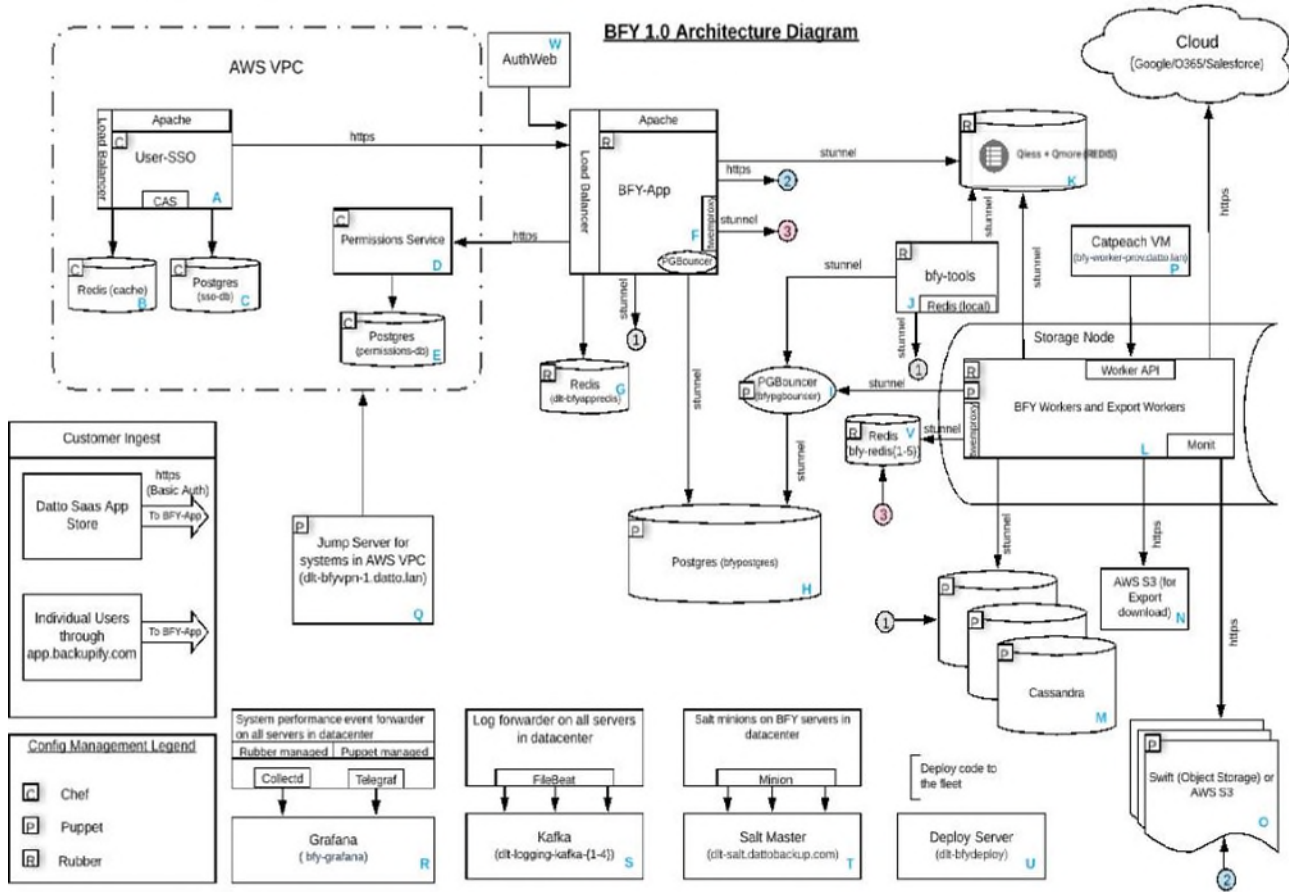 BFY 1.0 Architecture Diagram
AWS VPC
Load Balancer
Apache
C
User-SSO
CAS
A
https
C
Redis (cache)
B
C
Postgres
(sso-db)
C
C
Permissions Service
D
https
C
Postgres
(permissions-db)
E
W
AuthWeb
Load Balancer
Apache
R
BFY-App
F
twemproxy
PGBouncer
stunnel
https
2
stunnel
3
stunnel
1
R
Redis
(dlt-bfyappredis)
G
stunnel
R
Qless + Qmore (REDIS)
K
stunnel
stunnel
R
bfy-tools
J
Redis (local)
stunnel
stunnel
1
P
PGBouncer
(bfypgbouncer)
I
stunnel
stunnel
P
Postgres (bfypostgres)
H
Cloud
(Google/O365/Salesforce)
https
Catpeach VM
(bfy-worker-prov.datto.lan)
P
Storage Node
R
P
twemproxy
Worker API
BFY Workers and Export Workers
L
Monit
stunnel
R
Redis
V
bfy-redis{1-5})
3
stunnel
https
https
1
P
P
P
Cassandra
M
AWS S3 (for
Export
download)
N
P
Swift (Object Storage) or
AWS S3
O
2
P
Jump Server for
systems in AWS VPC
(dlt-bfyvpn-1.datto.lan)
Q
Customer Ingest
Datto Saas App
Store
https
(Basic Auth)
To BFY-App
Individual Users
through
app.backupify.com
To BFY-App
Config Management Legend
C Chef
P Puppet
R Rubber
System performance event forwarder
on all servers in datacenter
Rubber managed
Puppet managed
Collectd
Telegraf
Grafana
( bfy-grafana)
R
Log forwarder on all servers
in datacenter
FileBeat
Kafka
(dlt-logging-kafka-{1-4})
S
Salt minions on BFY servers in
datacenter
Minion
Salt Master
(dlt-salt.dattobackup.com)
T
Deploy code to
the fleet
Deploy Server
(dlt-bfydeploy)
U